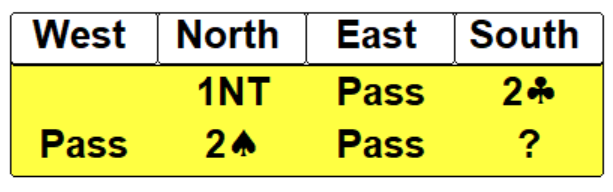 West North East South
1NT Pass 2♣
Pass 2♠ Pass ?